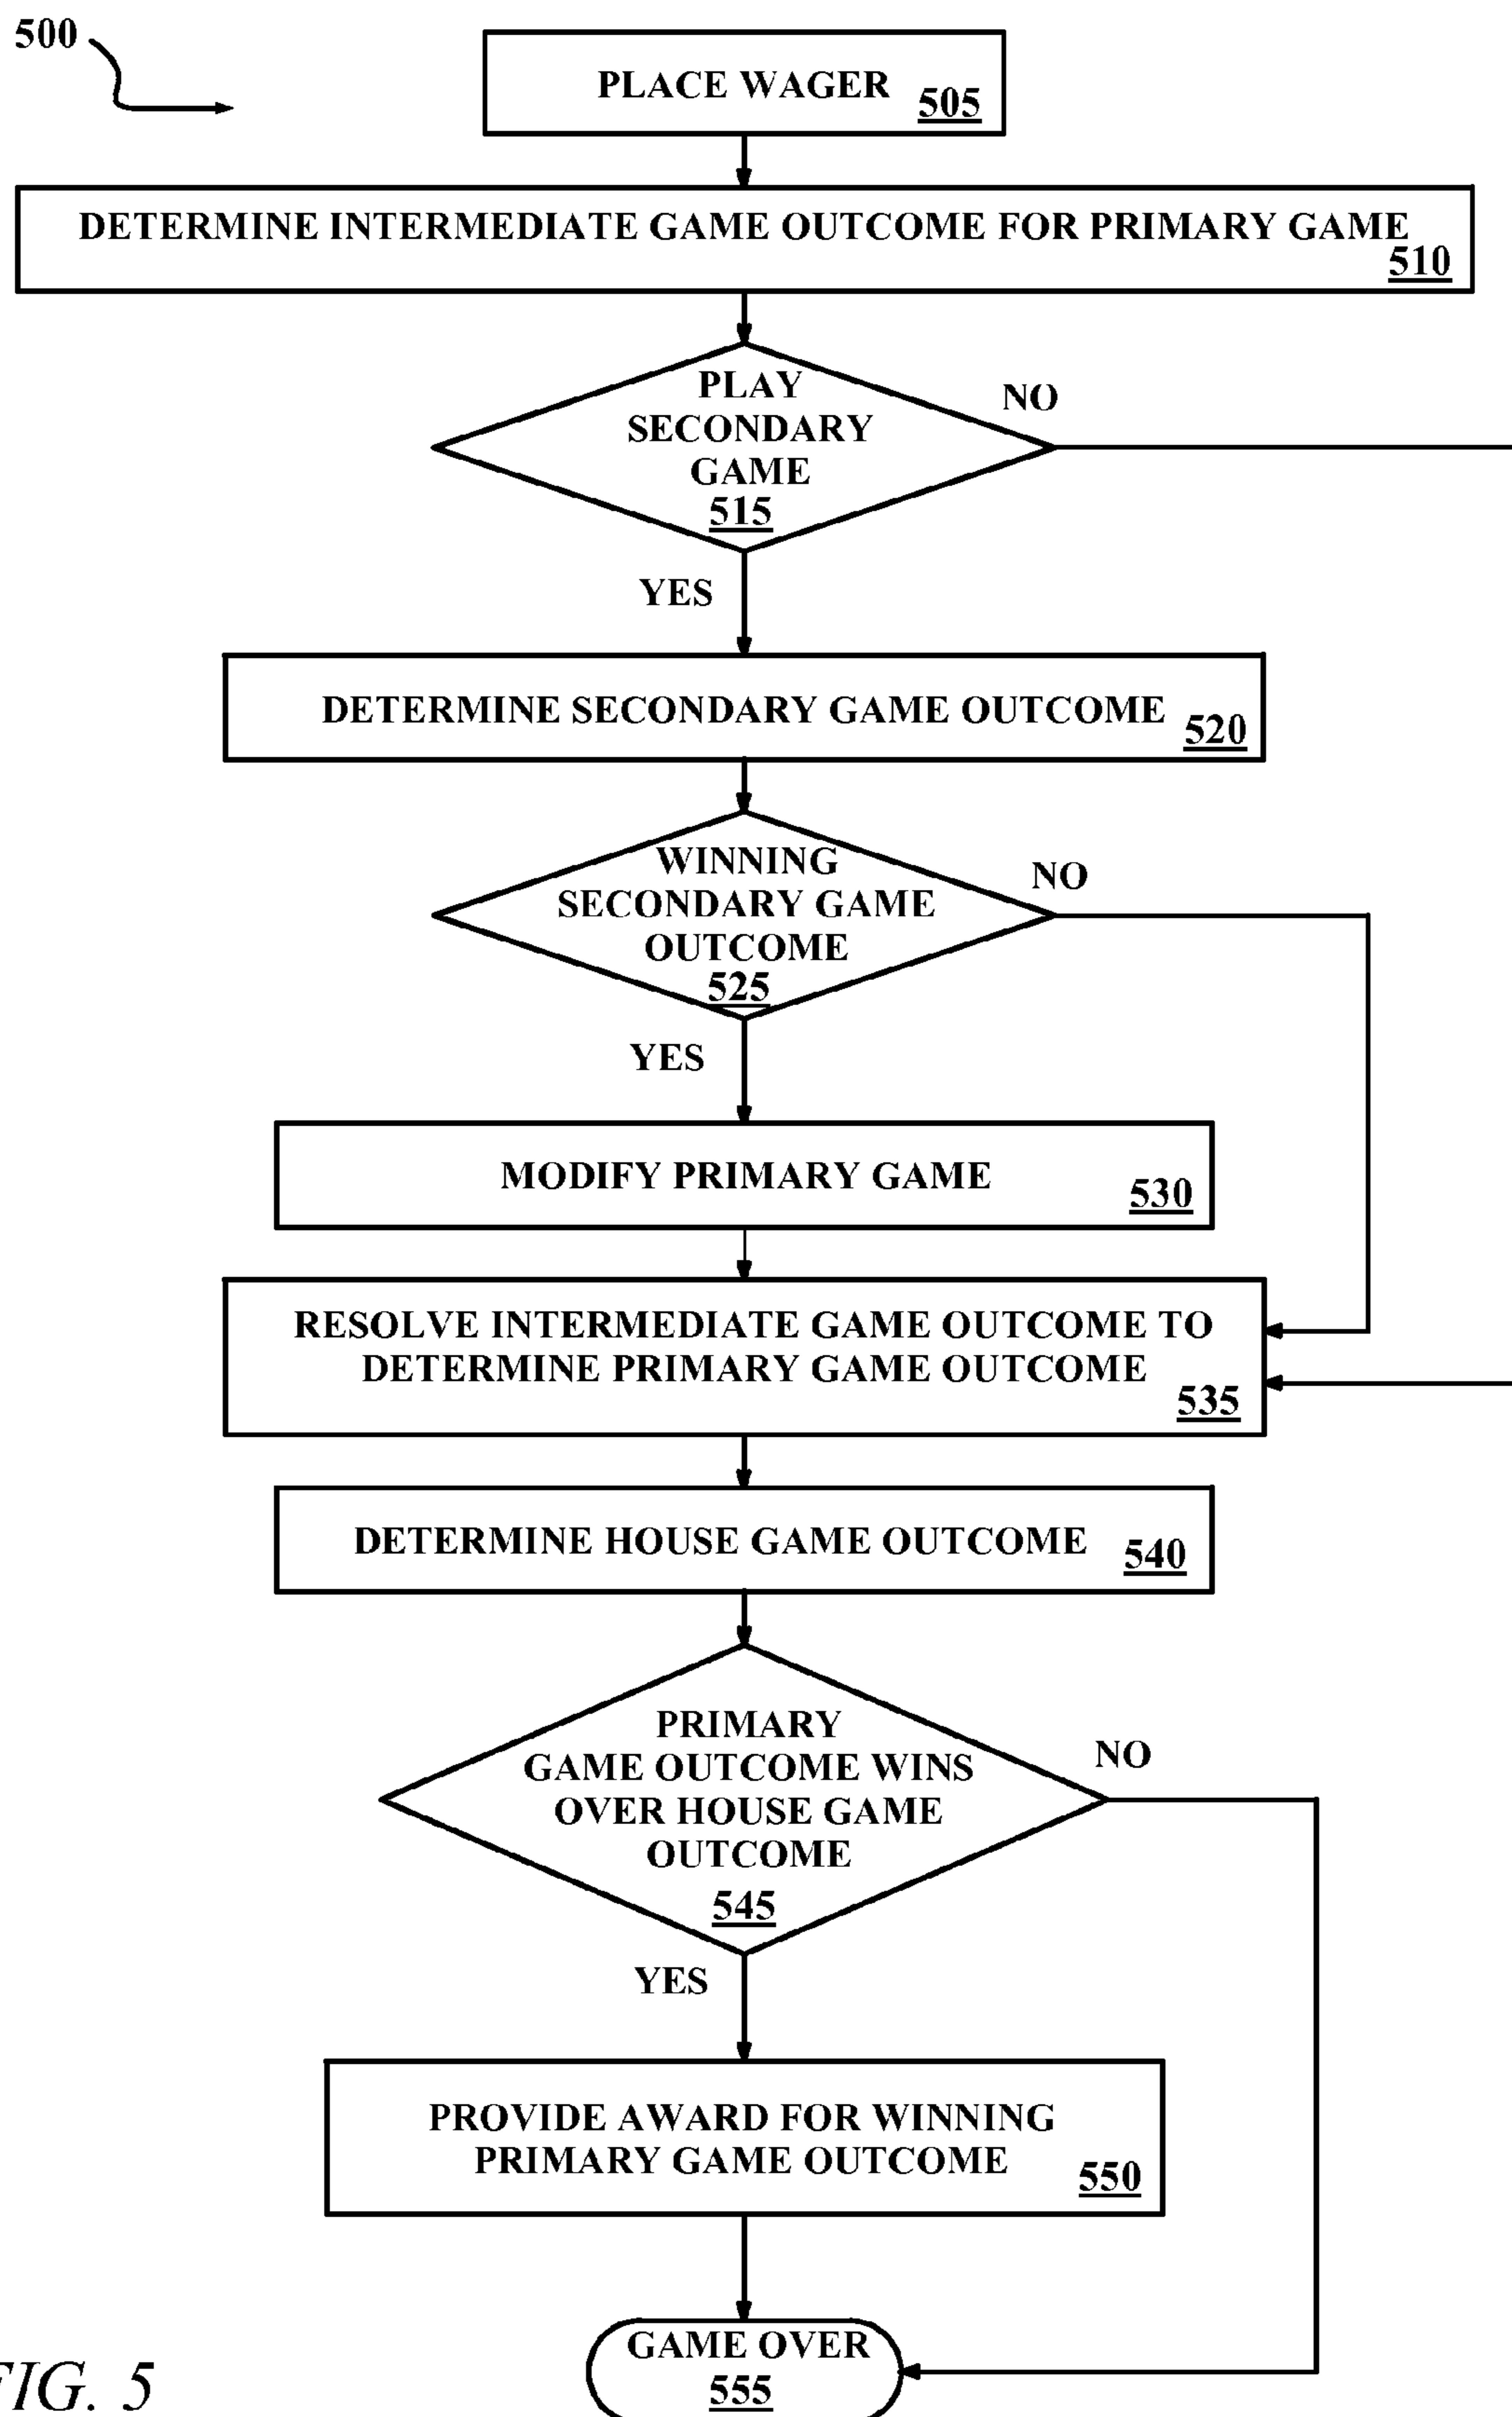 500
PLACE WAGER
505
DETERMINE INTERMEDIATE GAME OUTCOME FOR PRIMARY GAME
510
PLAY
SECONDARY
GAME
515
NO
YES
DETERMINE SECONDARY GAME OUTCOME
520
WINNING
SECONDARY GAME
OUTCOME
525
NO
YES
MODIFY PRIMARY GAME
530
RESOLVE INTERMEDIATE GAME OUTCOME TO
DETERMINE PRIMARY GAME OUTCOME
535
DETERMINE HOUSE GAME OUTCOME
540
PRIMARY
GAME OUTCOME WINS
OVER HOUSE GAME
OUTCOME
545
NO
YES
PROVIDE AWARD FOR WINNING
PRIMARY GAME OUTCOME
550
GAME OVER
555
FIG. 5